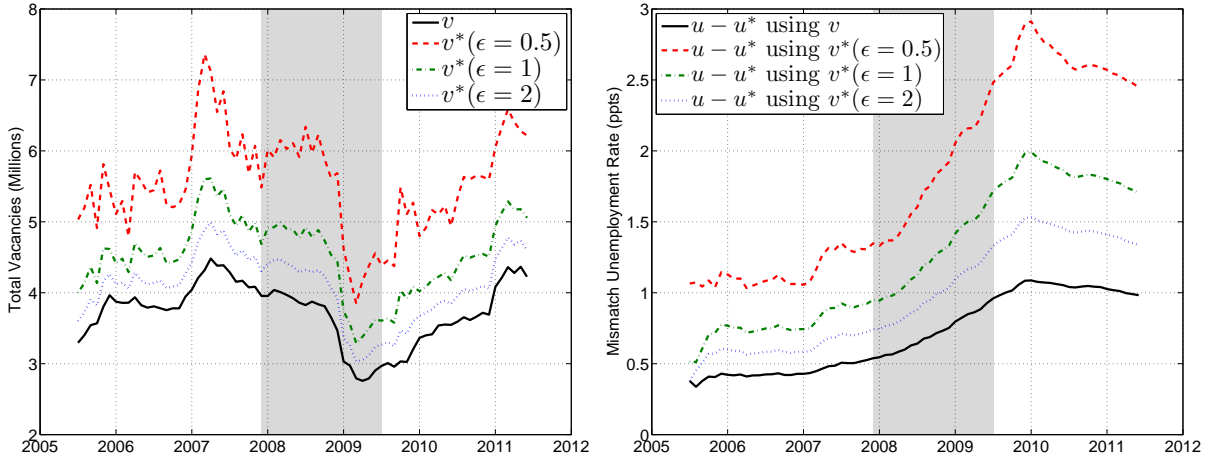 Total Vacancies (Millions)
8
7
6
5
4
3
2
2005 2006 2007 2008 2009 2010 2011 2012
v
v*(ϵ = 0.5)
v*(ϵ = 1)
v*(ϵ = 2)
Mismatch Unemployment Rate (ppts)
3
2.5
2
1.5
1
0.5
0
2005 2006 2007 2008 2009 2010 2011 2012
u − u* using v
u − u* using v*(ϵ = 0.5)
u − u* using v*(ϵ = 1)
u − u* using v*(ϵ = 2)